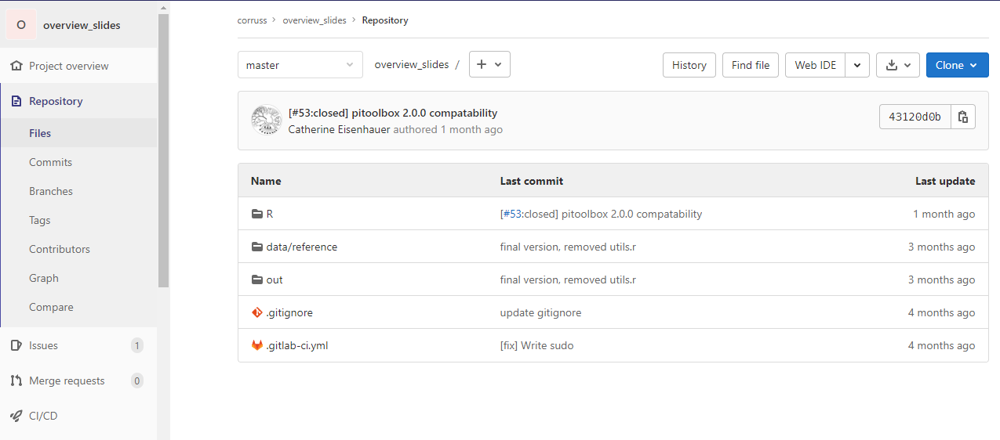 O overview_slides
Project overview
Repository
Files
Commits
Branches
Tags
Contributors
Graph
Compare
Issues 1
Merge requests 0
CI/CD
corruss > overview_slides > Repository
master overview_slides / + History Find file Web IDE Clone
[#53:closed] pitoolbox 2.0.0 compatability
Catherine Eisenhauer authored 1 month ago
43120d0b
Name Last commit Last update
R [#53:closed] pitoolbox 2.0.0 compatability 1 month ago
data/reference final version, removed utils.r 3 months ago
out final version, removed utils.r 3 months ago
.gitignore update gitignore 4 months ago
.gitlab-ci.yml [fix] Write sudo 4 months ago